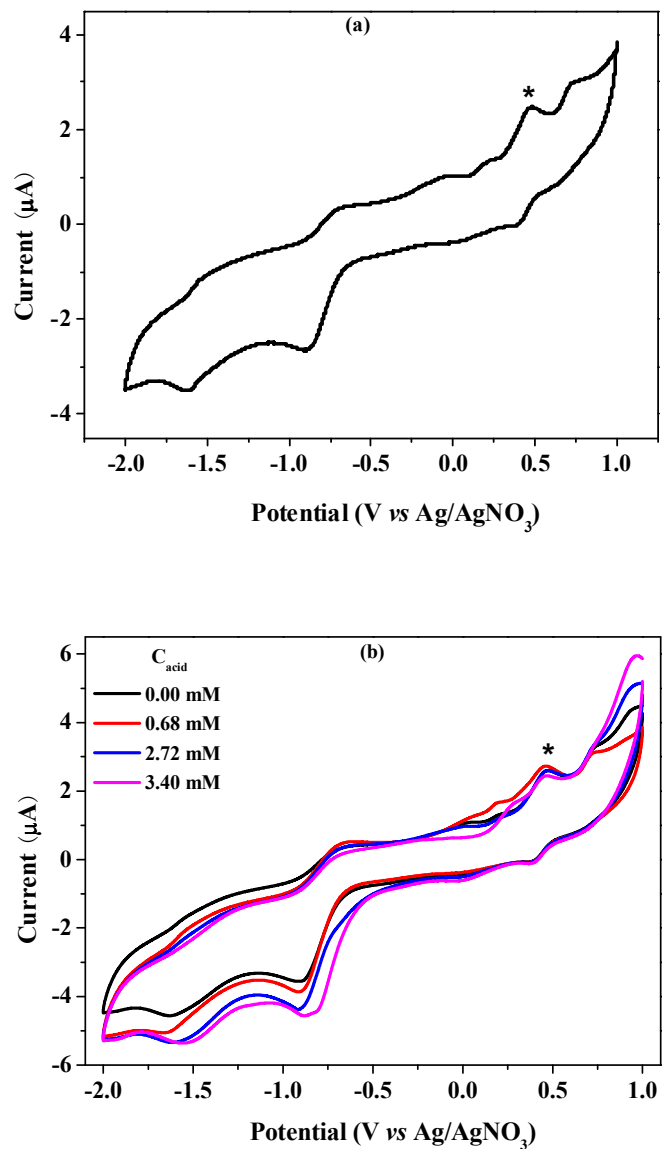 (a)
*
4
2
0
-2
-4
Current (μA)
-2.0 -1.5 -1.0 -0.5 0.0 0.5 1.0
Potential (V vs Ag/AgNO3)
(b)
C acid
0.00 mM
0.68 mM
2.72 mM
3.40 mM
*
6
4
2
0
-2
-4
-6
Current (μA)
-2.0 -1.5 -1.0 -0.5 0.0 0.5 1.0
Potential (V vs Ag/AgNO3)